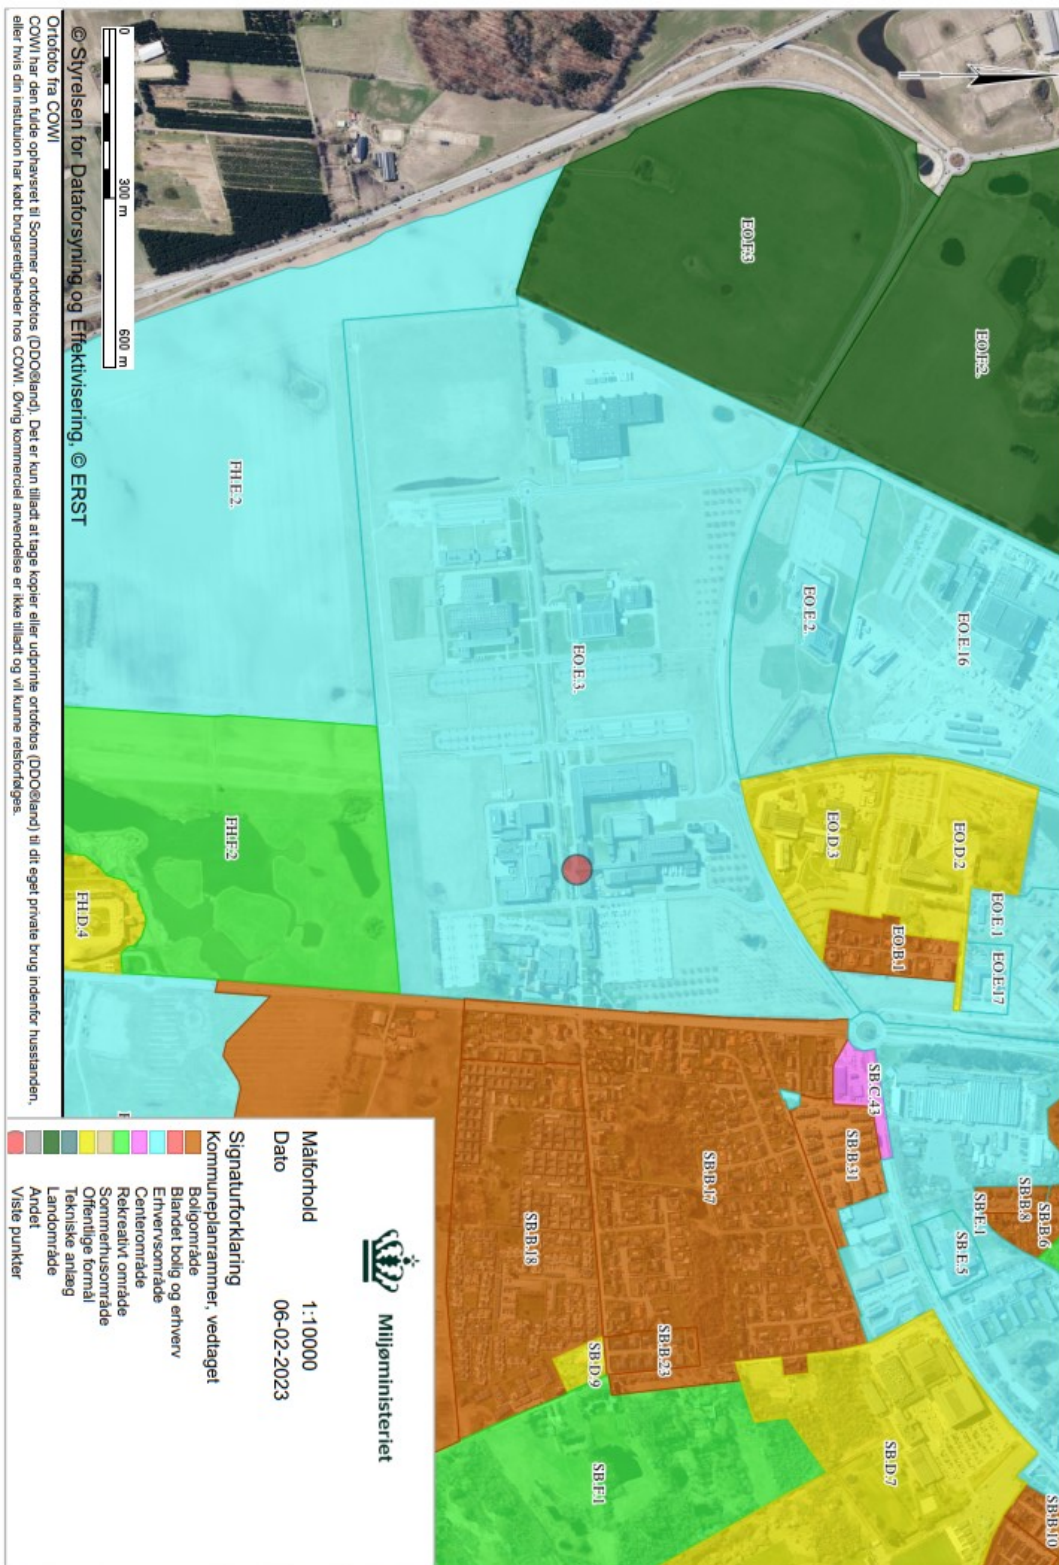 EO.F.3
EO.F.2.
FH.E.2.
EO.E.3.
EO.E.2.
EO.E.16
EO.D.3
EO.D.2
EO.E.1
EO.E.17
EO.B.1
FH.F.2
FH.D.4
SB.C.43
SB.B.31
SB.B.17
SB.B.18
SB.B.23
SB.D.9
SB.F.1
SB.D.7
SB.E.5
SB.E.1
SB.B.8
SB.B.6
SB.B.10
0 300 m 600 m
© Styrelsen for Dataforsyning og Effektivisering, © ERST
Ortofoto fra COWI
COWI har den fulde ophavsret til Sommer ortofotos (DDO®land). Det er kun tilladt at tage kopier eller udprinte ortofotos (DDO®land) til dit eget private brug indenfor husstanden,
eller hvis din instutuion har købt brugsrettigheder hos COWI. Øvrig kommerciel anvendelse er ikke tilladt og vil kunne retsforfølges.
Miljøministeriet
Målforhold 1:10000
Dato 06-02-2023
Signaturforklaring
Kommuneplanrammer, vedtaget
Boligområde
Blandet bolig og erhverv
Erhvervsområde
Centerområde
Rekreativt område
Sommerhusområde
Offentlige formål
Tekniske anlæg
Landområde
Andet
Viste punkter